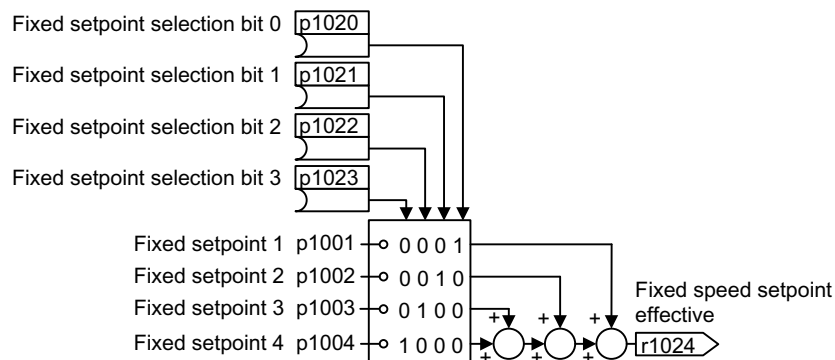 Fixed setpoint selection bit 0 p1020
Fixed setpoint selection bit 1 p1021
Fixed setpoint selection bit 2 p1022
Fixed setpoint selection bit 3 p1023
Fixed setpoint 1 p1001 0 0 0 1
Fixed setpoint 2 p1002 0 0 1 0
Fixed setpoint 3 p1003 0 1 0 0
Fixed setpoint 4 p1004 1 0 0 0
+ + +
+ + +
Fixed speed setpoint
effective
r1024